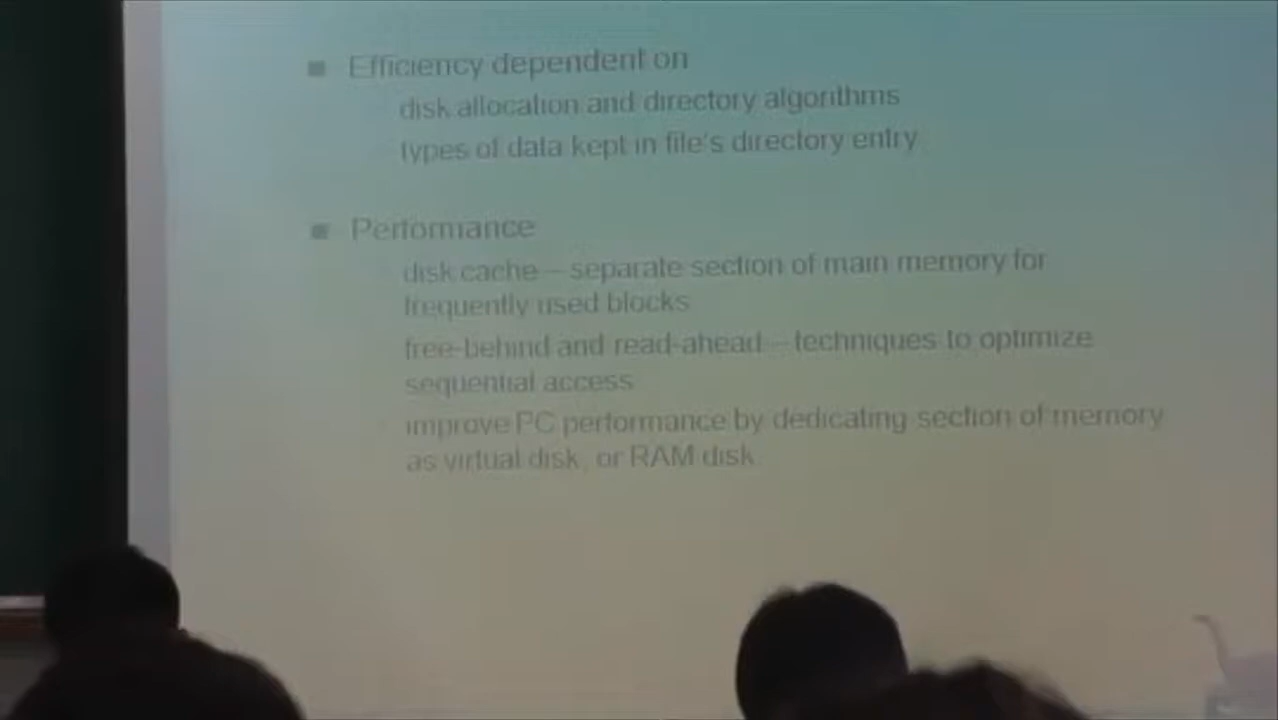 Efficiency dependent on
disk allocation and directory algorithms
types of data kept in file's directory entry
Performance
disk cache – separate section of main memory for
frequently used blocks
free-behind and read-ahead – techniques to optimize
sequential access
improve PC performance by dedicating section of memory
as virtual disk, or RAM disk